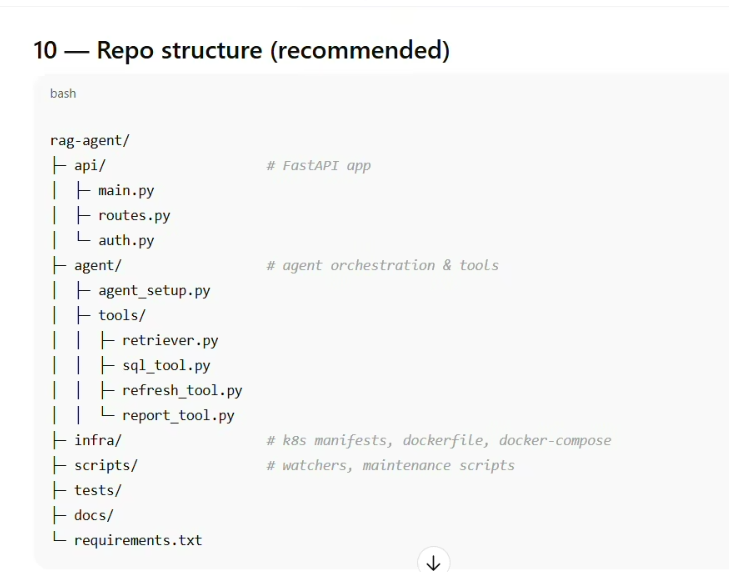 10 — Repo structure (recommended)
bash
rag-agent/
├─ api/                    # FastAPI app
│  ├─ main.py
│  ├─ routes.py
│  └─ auth.py
├─ agent/                  # agent orchestration & tools
│  ├─ agent_setup.py
│  ├─ tools/
│  │  ├─ retriever.py
│  │  ├─ sql_tool.py
│  │  ├─ refresh_tool.py
│  │  └─ report_tool.py
├─ infra/                  # k8s manifests, dockerfile, docker-compose
├─ scripts/                # watchers, maintenance scripts
├─ tests/
├─ docs/
└─ requirements.txt